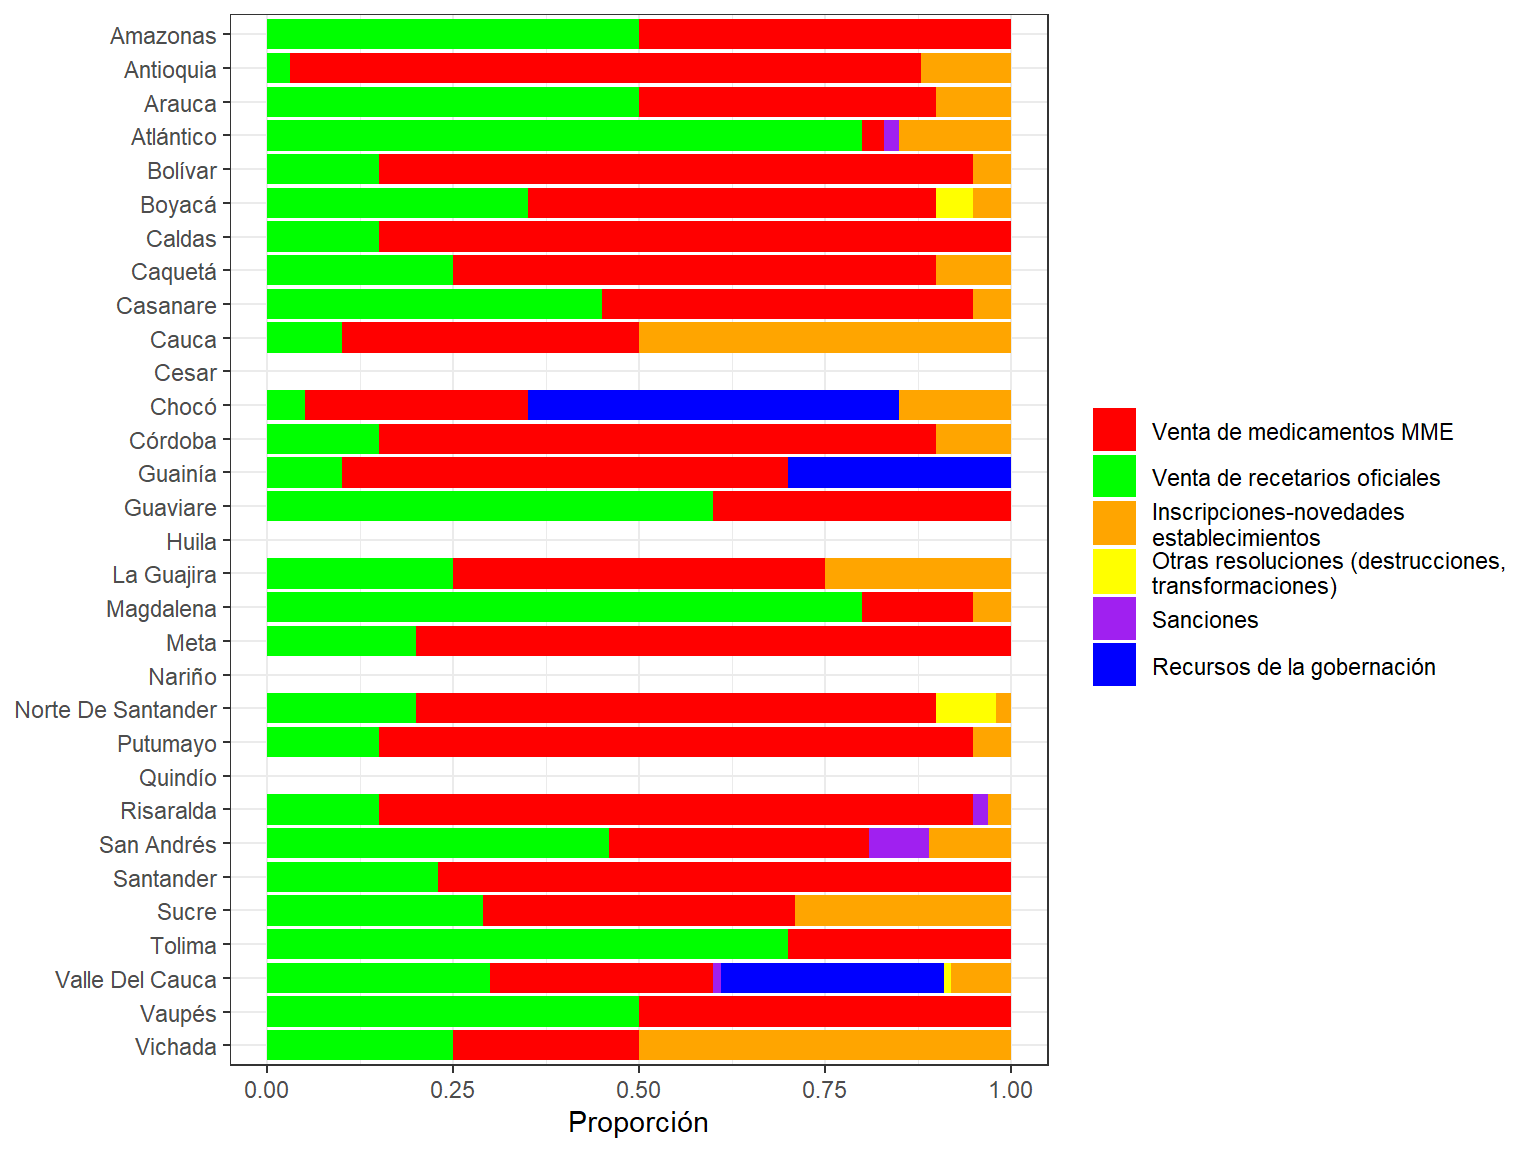 Amazonas
Antioquia
Arauca
Atlántico
Bolívar
Boyacá
Caldas
Caquetá
Casanare
Cauca
Cesar
Chocó
Córdoba
Guainía
Guaviare
Huila
La Guajira
Magdalena
Meta
Nariño
Norte De Santander
Putumayo
Quindío
Risaralda
San Andrés
Santander
Sucre
Tolima
Valle Del Cauca
Vaupés
Vichada
0.00 0.25 0.50 0.75 1.00
Proporción
Venta de medicamentos MME
Venta de recetarios oficiales
Inscripciones-novedades
establecimientos
Otras resoluciones (destrucciones,
transformaciones)
Sanciones
Recursos de la gobernación